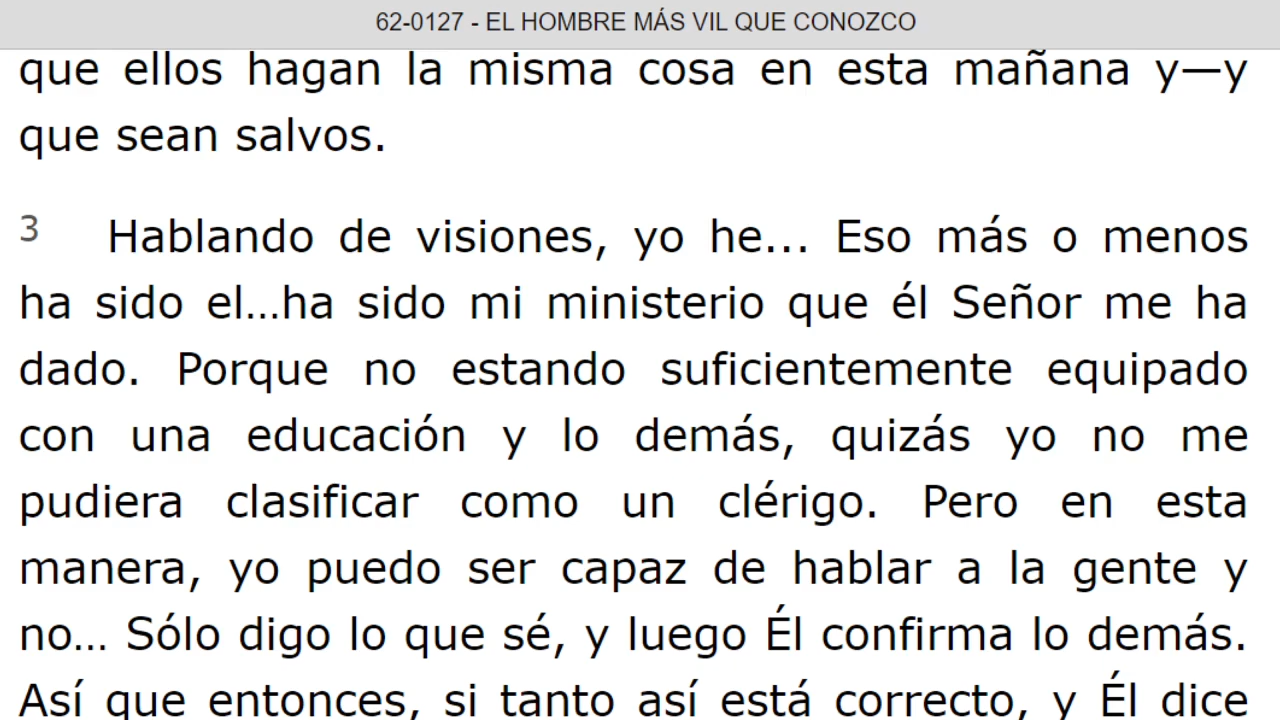 62-0127 - EL HOMBRE MÁS VIL QUE CONOZCO
que ellos hagan la misma cosa en esta mañana y—y
que sean salvos.
3 Hablando de visiones, yo he... Eso más o menos
ha sido el...ha sido mi ministerio que él Señor me ha
dado. Porque no estando suficientemente equipado
con una educación y lo demás, quizás yo no me
pudiera clasificar como un clérigo. Pero en esta
manera, yo puedo ser capaz de hablar a la gente y
no... Sólo digo lo que sé, y luego Él confirma lo demás.
Así que entonces, si tanto así está correcto, y Él dice